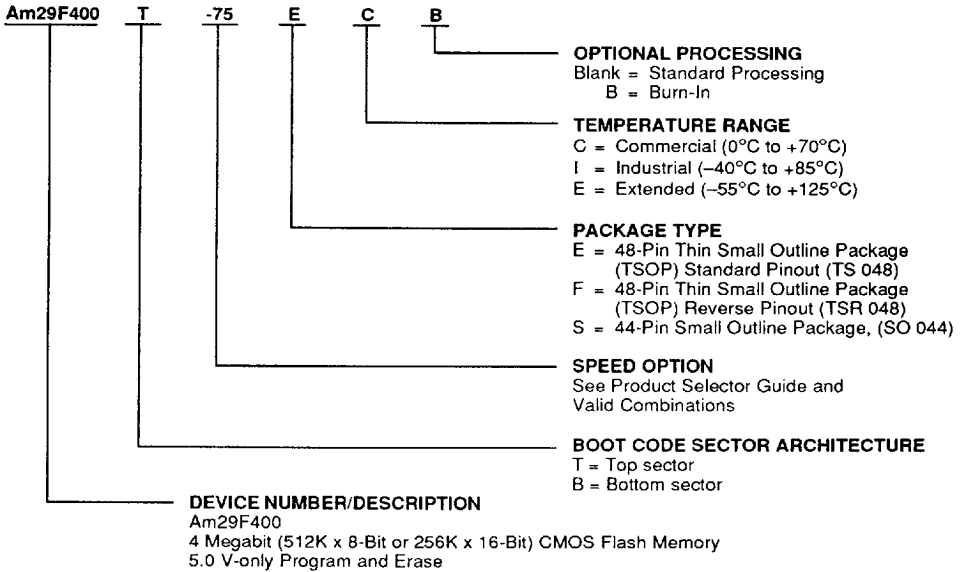 Am29F400 T -75 E C B
OPTIONAL PROCESSING
Blank = Standard Processing
B = Burn-In
TEMPERATURE RANGE
C = Commercial (0°C to +70°C)
I = Industrial (–40°C to +85°C)
E = Extended (–55°C to +125°C)
PACKAGE TYPE
E = 48-Pin Thin Small Outline Package
(TSOP) Standard Pinout (TS 048)
F = 48-Pin Thin Small Outline Package
(TSOP) Reverse Pinout (TSR 048)
S = 44-Pin Small Outline Package, (SO 044)
SPEED OPTION
See Product Selector Guide and
Valid Combinations
BOOT CODE SECTOR ARCHITECTURE
T = Top sector
B = Bottom sector
DEVICE NUMBER/DESCRIPTION
Am29F400
4 Megabit (512K x 8-Bit or 256K x 16-Bit) CMOS Flash Memory
5.0 V-only Program and Erase